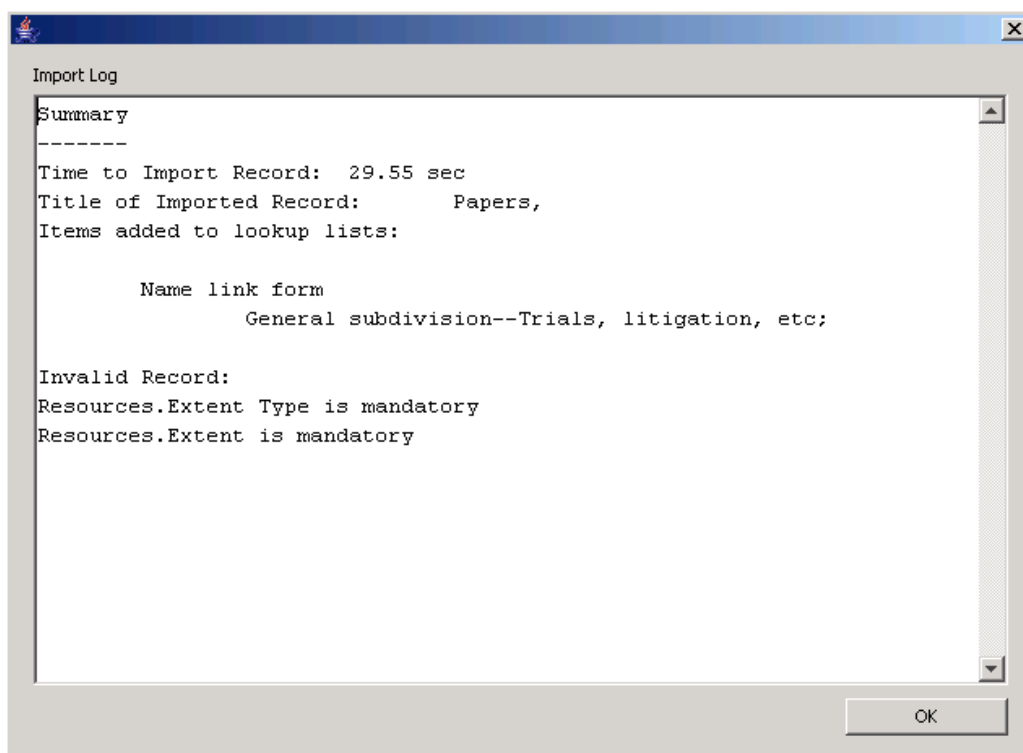 Import Log
Summary
-------
Time to Import Record:  29.55 sec
Title of Imported Record:       Papers,
Items added to lookup lists:
Name link form
General subdivision--Trials, litigation, etc;
Invalid Record:
Resources.Extent Type is mandatory
Resources.Extent is mandatory
OK